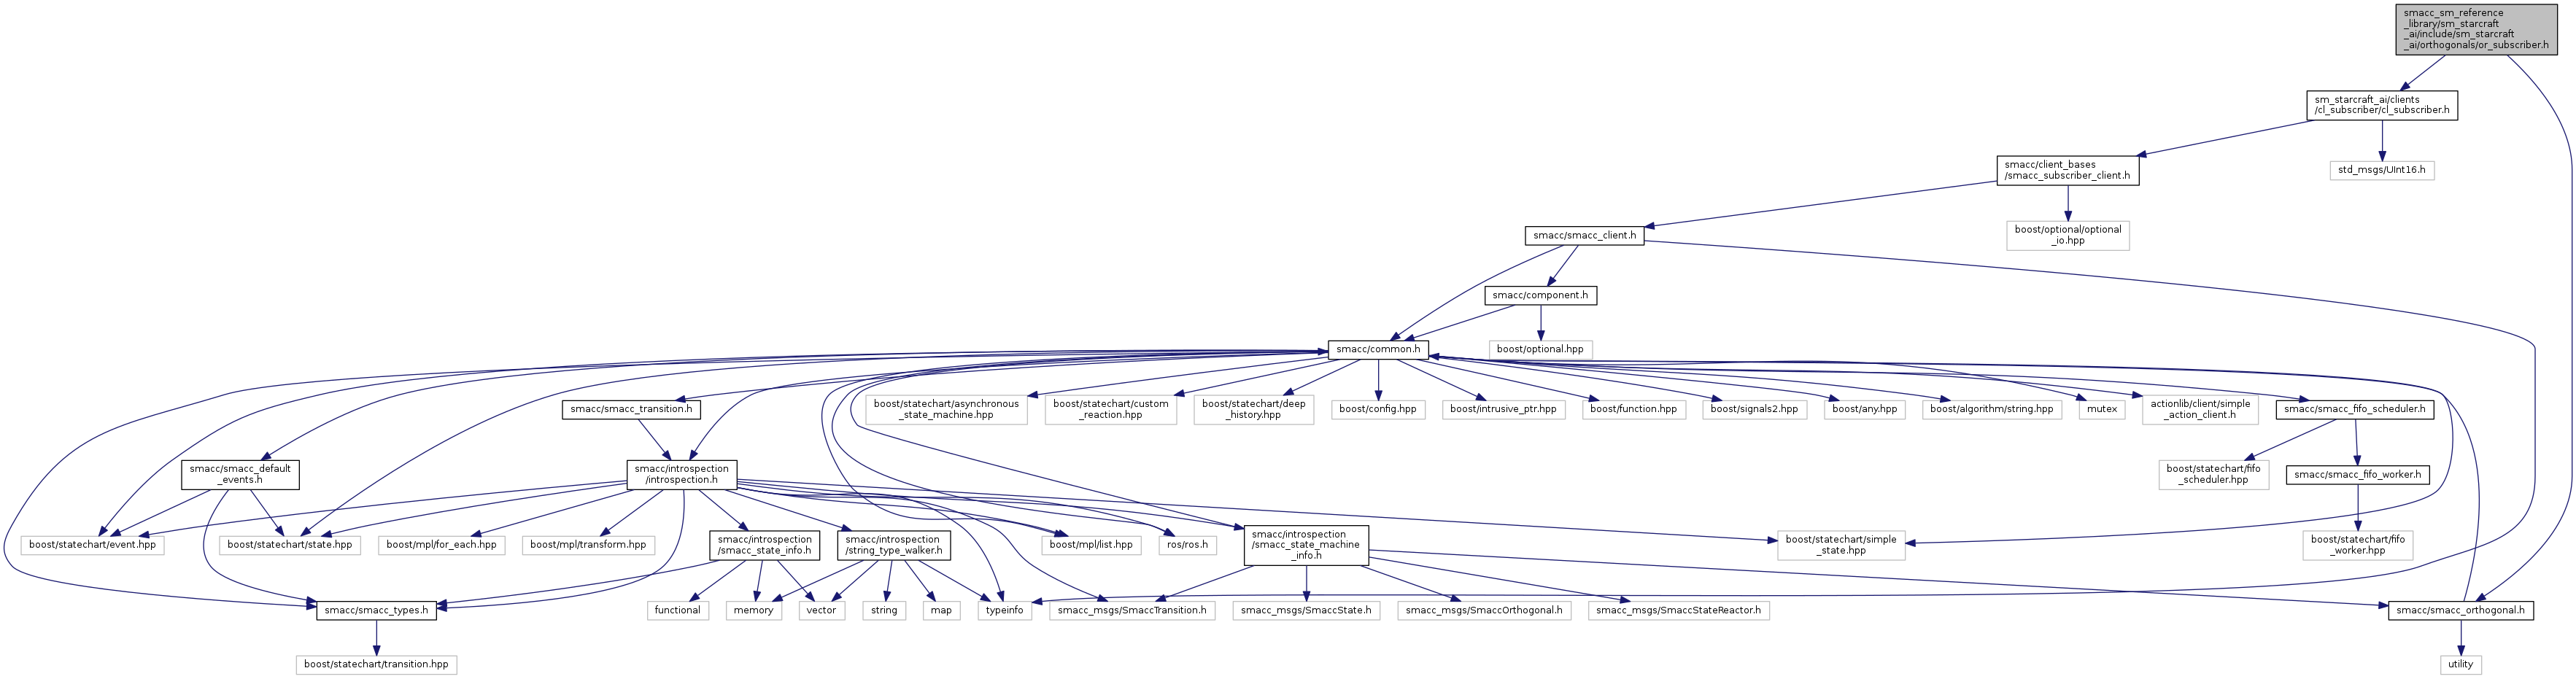 smacc_sm_reference
_library/sm_starcraft
_ai/include/sm_starcraft
_ai/orthogonals/or_subscriber.h
sm_starcraft_ai/clients
/cl_subscriber/cl_subscriber.h
smacc/client_bases
/smacc_subscriber_client.h
std_msgs/UInt16.h
smacc/smacc_client.h
boost/optional/optional
_io.hpp
smacc/component.h
smacc/common.h
boost/optional.hpp
smacc/smacc_transition.h
boost/statechart/asynchronous
_state_machine.hpp
boost/statechart/custom
_reaction.hpp
boost/statechart/deep
_history.hpp
boost/config.hpp
boost/intrusive_ptr.hpp
boost/function.hpp
boost/signals2.hpp
boost/any.hpp
boost/algorithm/string.hpp
mutex
actionlib/client/simple
_action_client.h
smacc/smacc_fifo_scheduler.h
smacc/smacc_default
_events.h
smacc/introspection
/introspection.h
boost/statechart/fifo
_scheduler.hpp
smacc/smacc_fifo_worker.h
boost/statechart/event.hpp
boost/statechart/state.hpp
boost/mpl/for_each.hpp
boost/mpl/transform.hpp
smacc/introspection
/smacc_state_info.h
smacc/introspection
/string_type_walker.h
boost/mpl/list.hpp
ros/ros.h
smacc/introspection
/smacc_state_machine
_info.h
boost/statechart/simple
_state.hpp
boost/statechart/fifo
_worker.hpp
smacc/smacc_types.h
functional
memory
vector
string
map
typeinfo
smacc_msgs/SmaccTransition.h
smacc_msgs/SmaccState.h
smacc_msgs/SmaccOrthogonal.h
smacc_msgs/SmaccStateReactor.h
smacc/smacc_orthogonal.h
boost/statechart/transition.hpp
utility